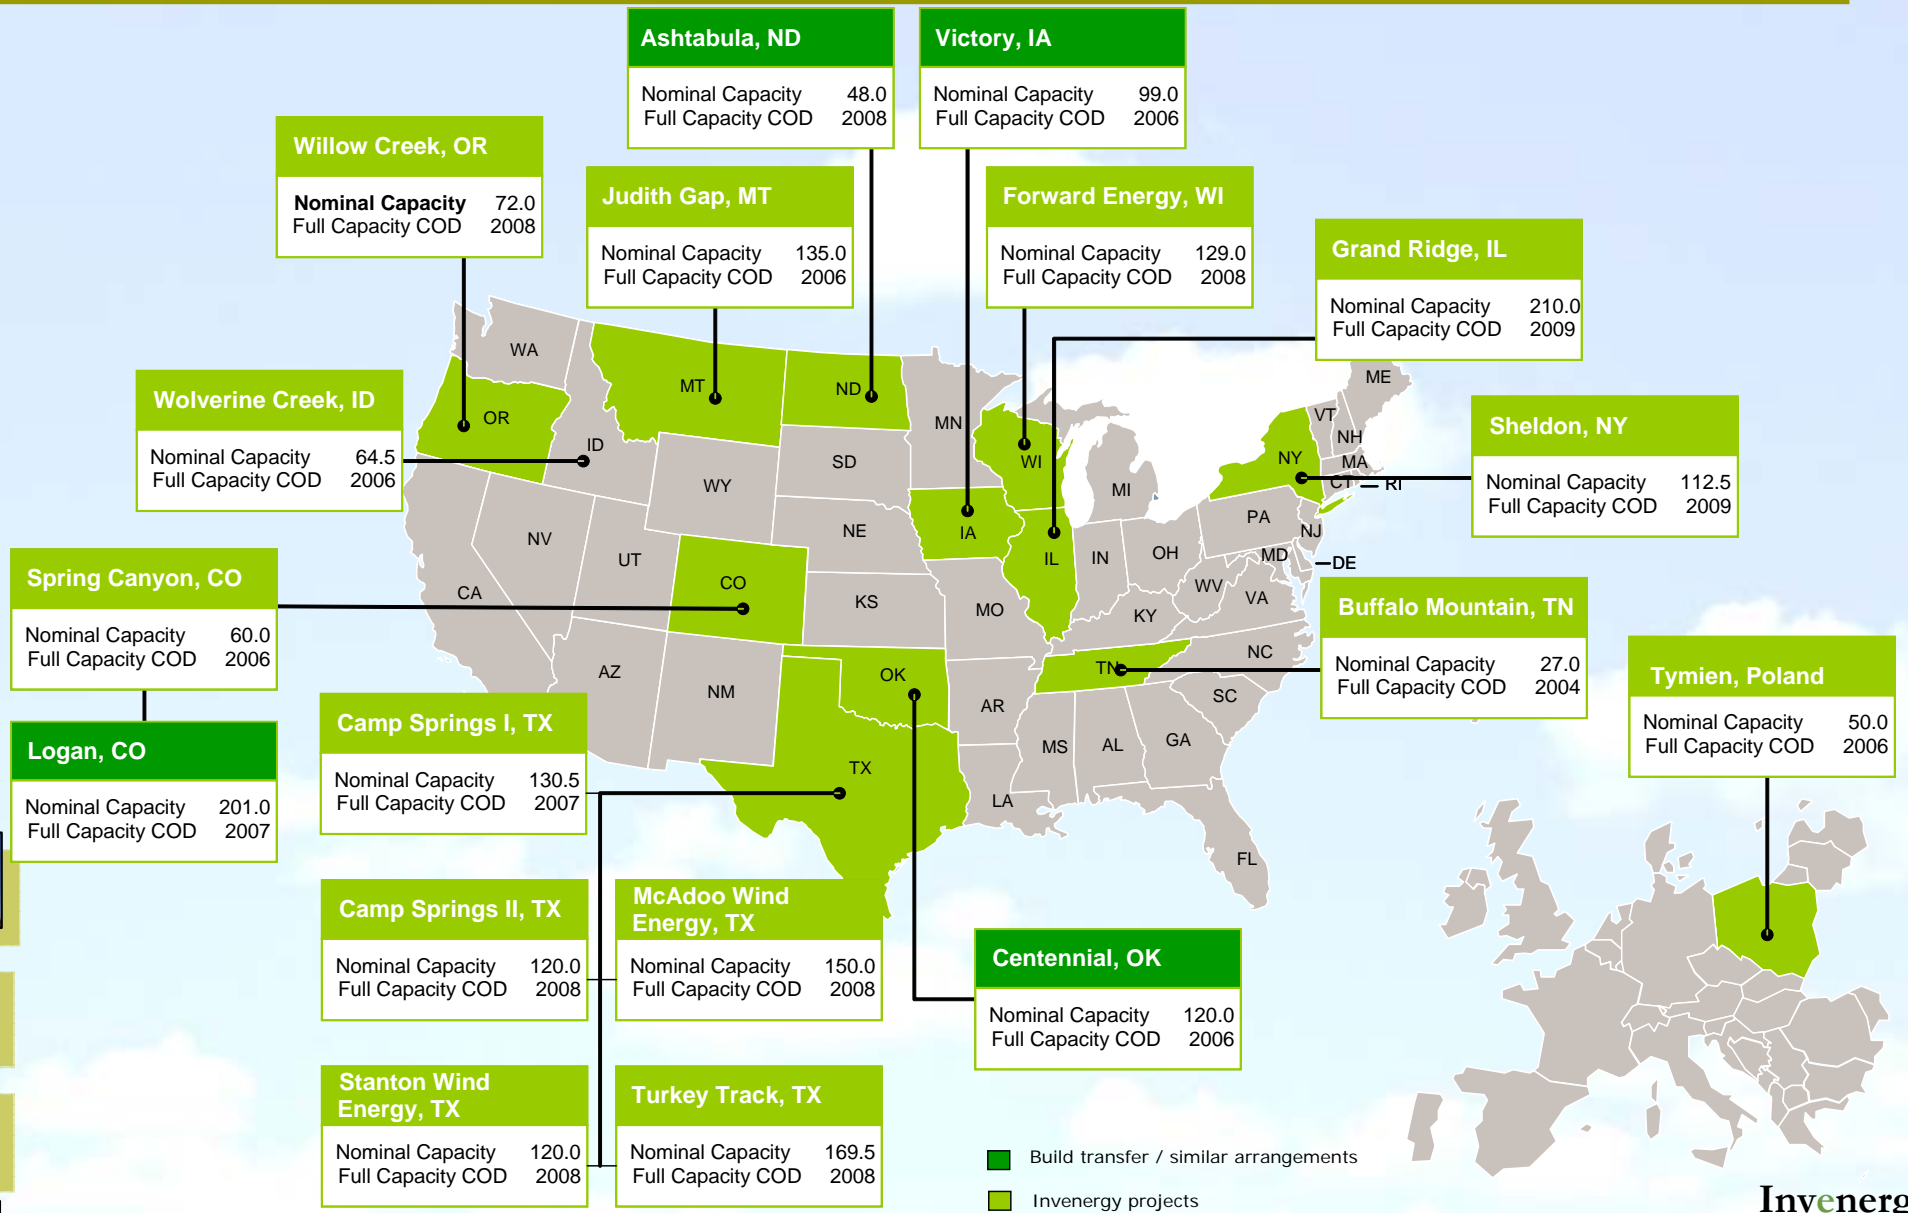 Ashtabula, ND
Nominal Capacity 48.0
Full Capacity COD 2008
Victory, IA
Nominal Capacity 99.0
Full Capacity COD 2006
Willow Creek, OR
Nominal Capacity 72.0
Full Capacity COD 2008
Judith Gap, MT
Nominal Capacity 135.0
Full Capacity COD 2006
Forward Energy, WI
Nominal Capacity 129.0
Full Capacity COD 2008
Grand Ridge, IL
Nominal Capacity 210.0
Full Capacity COD 2009
Wolverine Creek, ID
Nominal Capacity 64.5
Full Capacity COD 2006
Sheldon, NY
Nominal Capacity 112.5
Full Capacity COD 2009
Spring Canyon, CO
Nominal Capacity 60.0
Full Capacity COD 2006
Logan, CO
Nominal Capacity 201.0
Full Capacity COD 2007
Buffalo Mountain, TN
Nominal Capacity 27.0
Full Capacity COD 2004
Tymien, Poland
Nominal Capacity 50.0
Full Capacity COD 2006
Camp Springs I, TX
Nominal Capacity 130.5
Full Capacity COD 2007
Camp Springs II, TX
Nominal Capacity 120.0
Full Capacity COD 2008
McAdoo Wind
Energy, TX
Nominal Capacity 150.0
Full Capacity COD 2008
Centennial, OK
Nominal Capacity 120.0
Full Capacity COD 2006
Stanton Wind
Energy, TX
Nominal Capacity 120.0
Full Capacity COD 2008
Turkey Track, TX
Nominal Capacity 169.5
Full Capacity COD 2008
WA
ME
MT
ND
VT
OR
MN
NH
ID
NY
MA
SD
WI
CT
RI
WY
MI
PA
NE
IA
NJ
NV
OH
MD
UT
IL
IN
DE
CO
WV
CA
KS
VA
MO
KY
NC
AZ
TN
NM
OK
SC
AR
MS
AL
GA
TX
LA
FL
Build transfer / similar arrangements
Invenergy projects
Invenerg